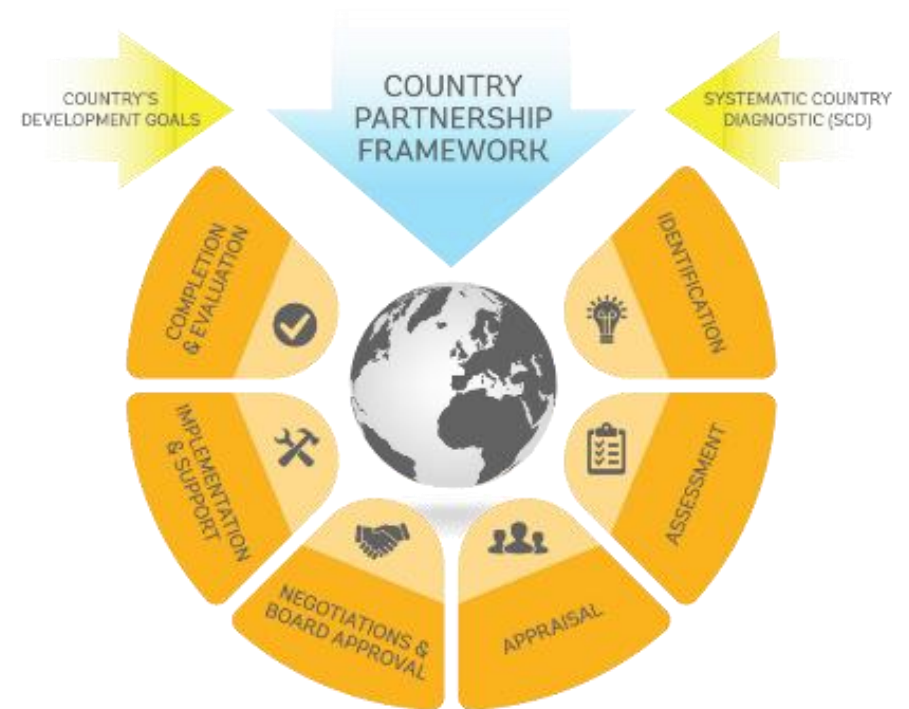 COUNTRY'S
DEVELOPMENT GOALS
COUNTRY
PARTNERSHIP
FRAMEWORK
SYSTEMATIC COUNTRY
DIAGNOSTIC (SCD)
IDENTIFICATION
ASSESSMENT
APPRAISAL
NEGOTIATIONS &
BOARD APPROVAL
IMPLEMENTATION
& SUPPORT
COMPLETION
& EVALUATION